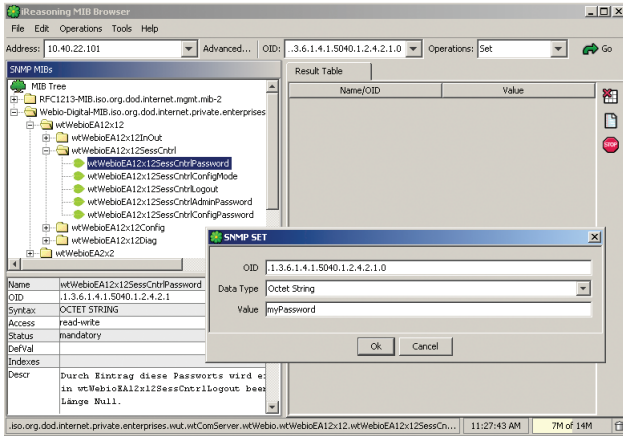 iReasoning MIB Browser
File Edit Operations Tools Help
Address: 10.40.22.101 Advanced... OID: ..3.6.1.4.1.5040.1.2.4.2.1.0 Operations: Set Go
SNMP MIBs
Result Table
Name/OID Value
MIB Tree
RFC1213-MIB.iso.org.dod.internet.mgmt.mib-2
Webio-Digital-MIB.iso.org.dod.internet.private.enterprises
wtWebioEA12x12
wtWebioEA12x12InOut
wtWebioEA12x12SessCntrl
wtWebioEA12x12SessCntrlPassword
wtWebioEA12x12SessCntrlConfigMode
wtWebioEA12x12SessCntrlLogout
wtWebioEA12x12SessCntrlAdminPassword
wtWebioEA12x12SessCntrlConfigPassword
wtWebioEA12x12Config
wtWebioEA12x12Diag
wtWebioEA2x2
STOP
SNMP SET
OID .1.3.6.1.4.1.5040.1.2.4.2.1.0
Data Type Octet String
Value myPassword
Ok Cancel
Name wtWebioEA12x12SessCntrlPassword
OID .1.3.6.1.4.1.5040.1.2.4.2.1
Syntax OCTET STRING
Access read-write
Status mandatory
DefVal
Indexes
Descr Durch Eintrag diese Passworts wird
in wtWebioEA12x12SessCntrlLogout
Länge Null.
.iso.org.dod.internet.private.enterprises.wut.wtComServer.wtWebio.wtWebioEA12x12.wtWebioEA12x12SessCn... 11:27:43 AM 7M of 14M